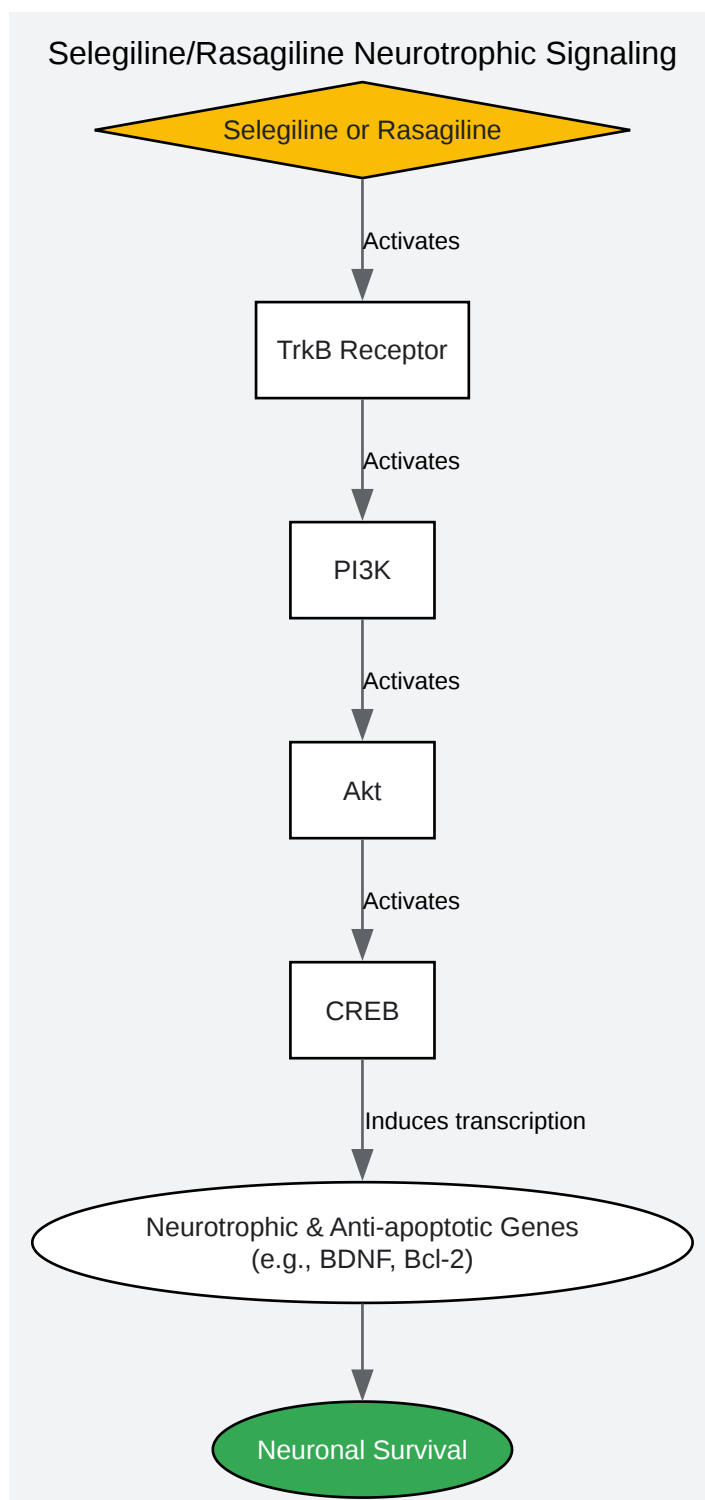 Selegiline/Rasagiline Neurotrophic Signaling
Selegiline or Rasagiline
Activates
TrkB Receptor
Activates
PI3K
Activates
Akt
Activates
CREB
Induces transcription
Neurotrophic & Anti-apoptotic Genes
(e.g., BDNF, Bcl-2)
Neuronal Survival